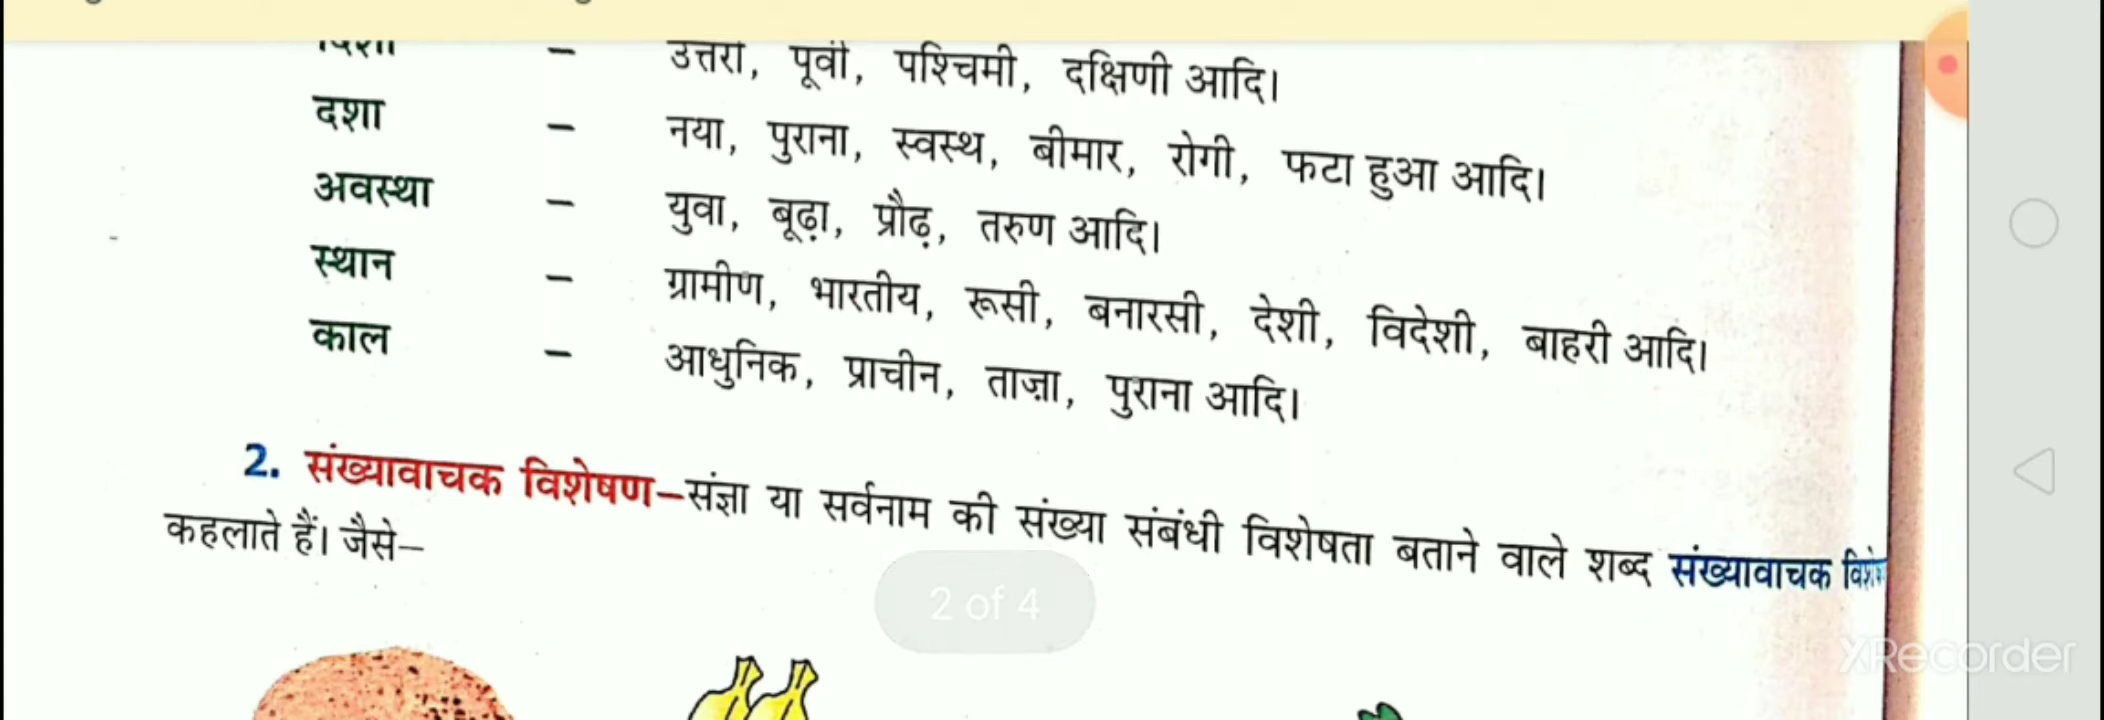 दिशा – उत्तरी, पूर्वी, पश्चिमी, दक्षिणी आदि।
दशा – नया, पुराना, स्वस्थ, बीमार, रोगी, फटा हुआ आदि।
अवस्था – युवा, बूढ़ा, प्रौढ़, तरुण आदि।
स्थान – ग्रामीण, भारतीय, रूसी, बनारसी, देशी, विदेशी, बाहरी आदि।
काल – आधुनिक, प्राचीन, ताज़ा, पुराना आदि।
2. संख्यावाचक विशेषण–संज्ञा या सर्वनाम की संख्या संबंधी विशेषता बताने वाले शब्द संख्यावाचक
कहलाते हैं। जैसे–
2 of 4
XRecorder